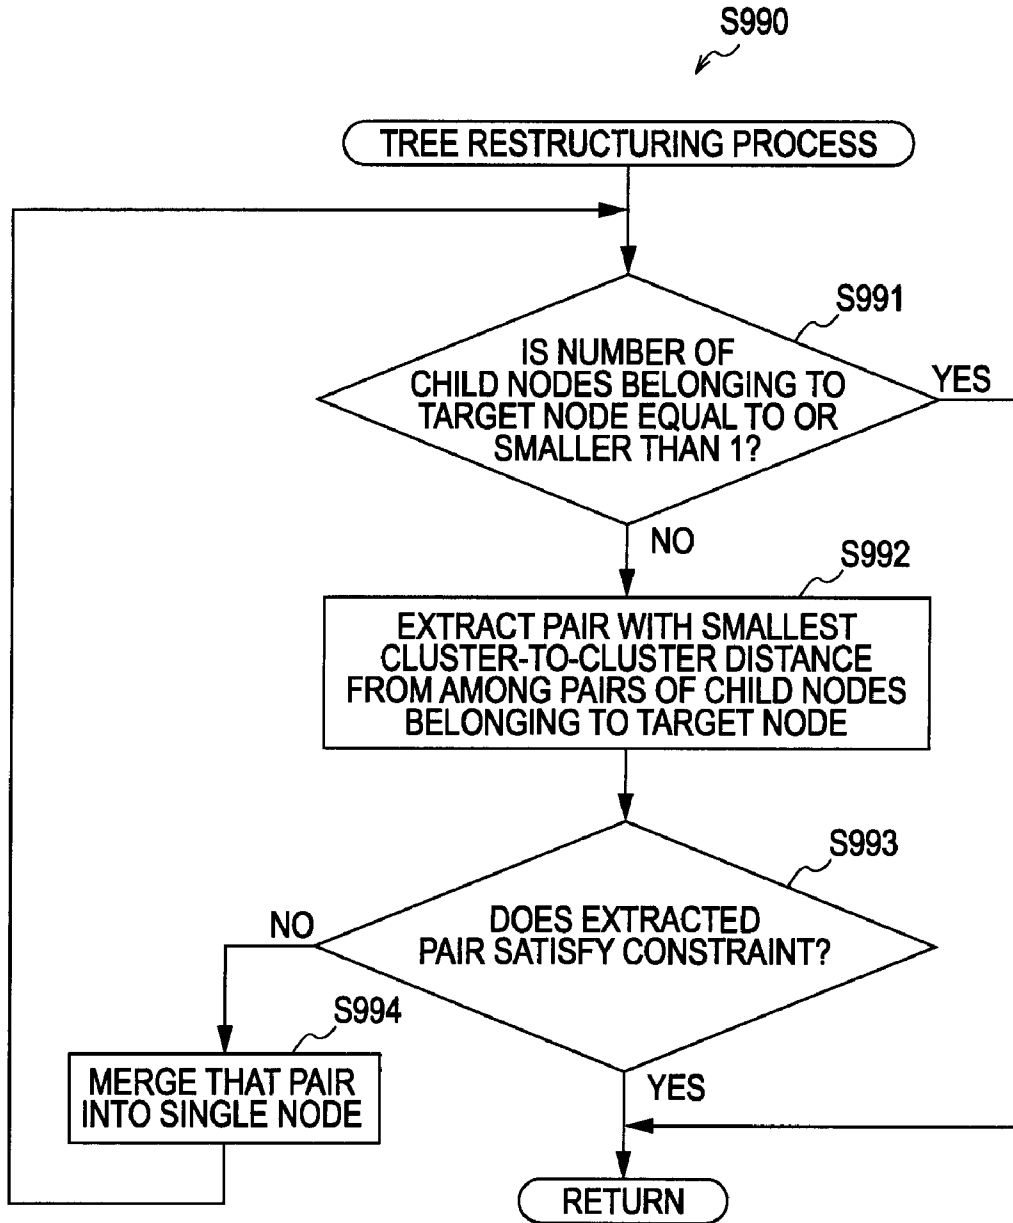 S990
TREE RESTRUCTURING PROCESS
S991
IS NUMBER OF
CHILD NODES BELONGING TO
TARGET NODE EQUAL TO OR
SMALLER THAN 1?
YES
NO
S992
EXTRACT PAIR WITH SMALLEST
CLUSTER-TO-CLUSTER DISTANCE
FROM AMONG PAIRS OF CHILD NODES
BELONGING TO TARGET NODE
S993
DOES EXTRACTED
PAIR SATISFY CONSTRAINT?
NO
S994
MERGE THAT PAIR
INTO SINGLE NODE
YES
RETURN